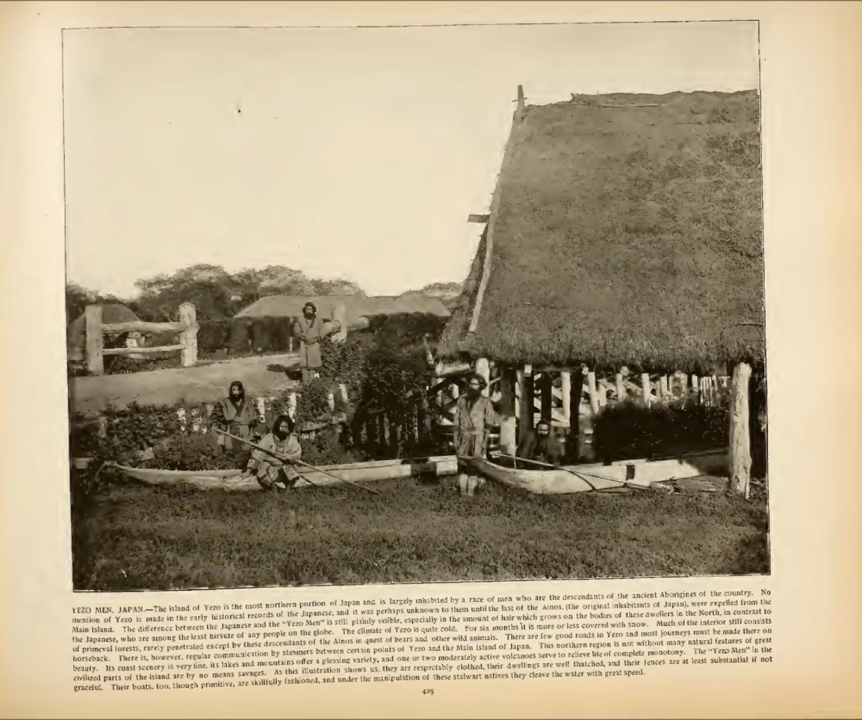 YEZO MEN, JAPAN.—The island of Yezo is the most northern portion of Japan and is largely inhabited by a race of men who are the descendants of the ancient Aborigines of the country. No
mention of Yezo is made in the early historical records of the Japanese, and it was perhaps unknown to them until the last of the Ainos, (the original inhabitants of Japan), were expelled from the
Main Island. The difference between the Japanese and the "Yezo Men" is still plainly visible, especially in the amount of hair which grows on the bodies of these dwellers in the North, in contrast to
the Japanese, who are among the least hirsute of any people on the globe. The climate of Yezo is quite cold. For six months it is more or less covered with snow. Much of the interior still consists
of primeval forests, rarely penetrated except by these descendants of the Ainos in quest of bears and other wild animals. There are few good roads in Yezo and most journeys must be made there on
horseback. There is, however, regular communication by steamers between certain points of Yezo and the Main Island of Japan. This northern region is not without many natural features of great
beauty. Its coast scenery is very fine, its lakes and mountains offer a pleasing variety, and one or two moderately active volcanoes serve to relieve life of complete monotony. The "Yezo Men" in the
civilized parts of the island are by no means savages. As this illustration shows us, they are respectably clothed, their dwellings are well thatched, and their fences are at least substantial if not
graceful. Their boats, too, though primitive, are skillfully fashioned, and under the manipulation of these stalwart natives they cleave the water with great speed.
429